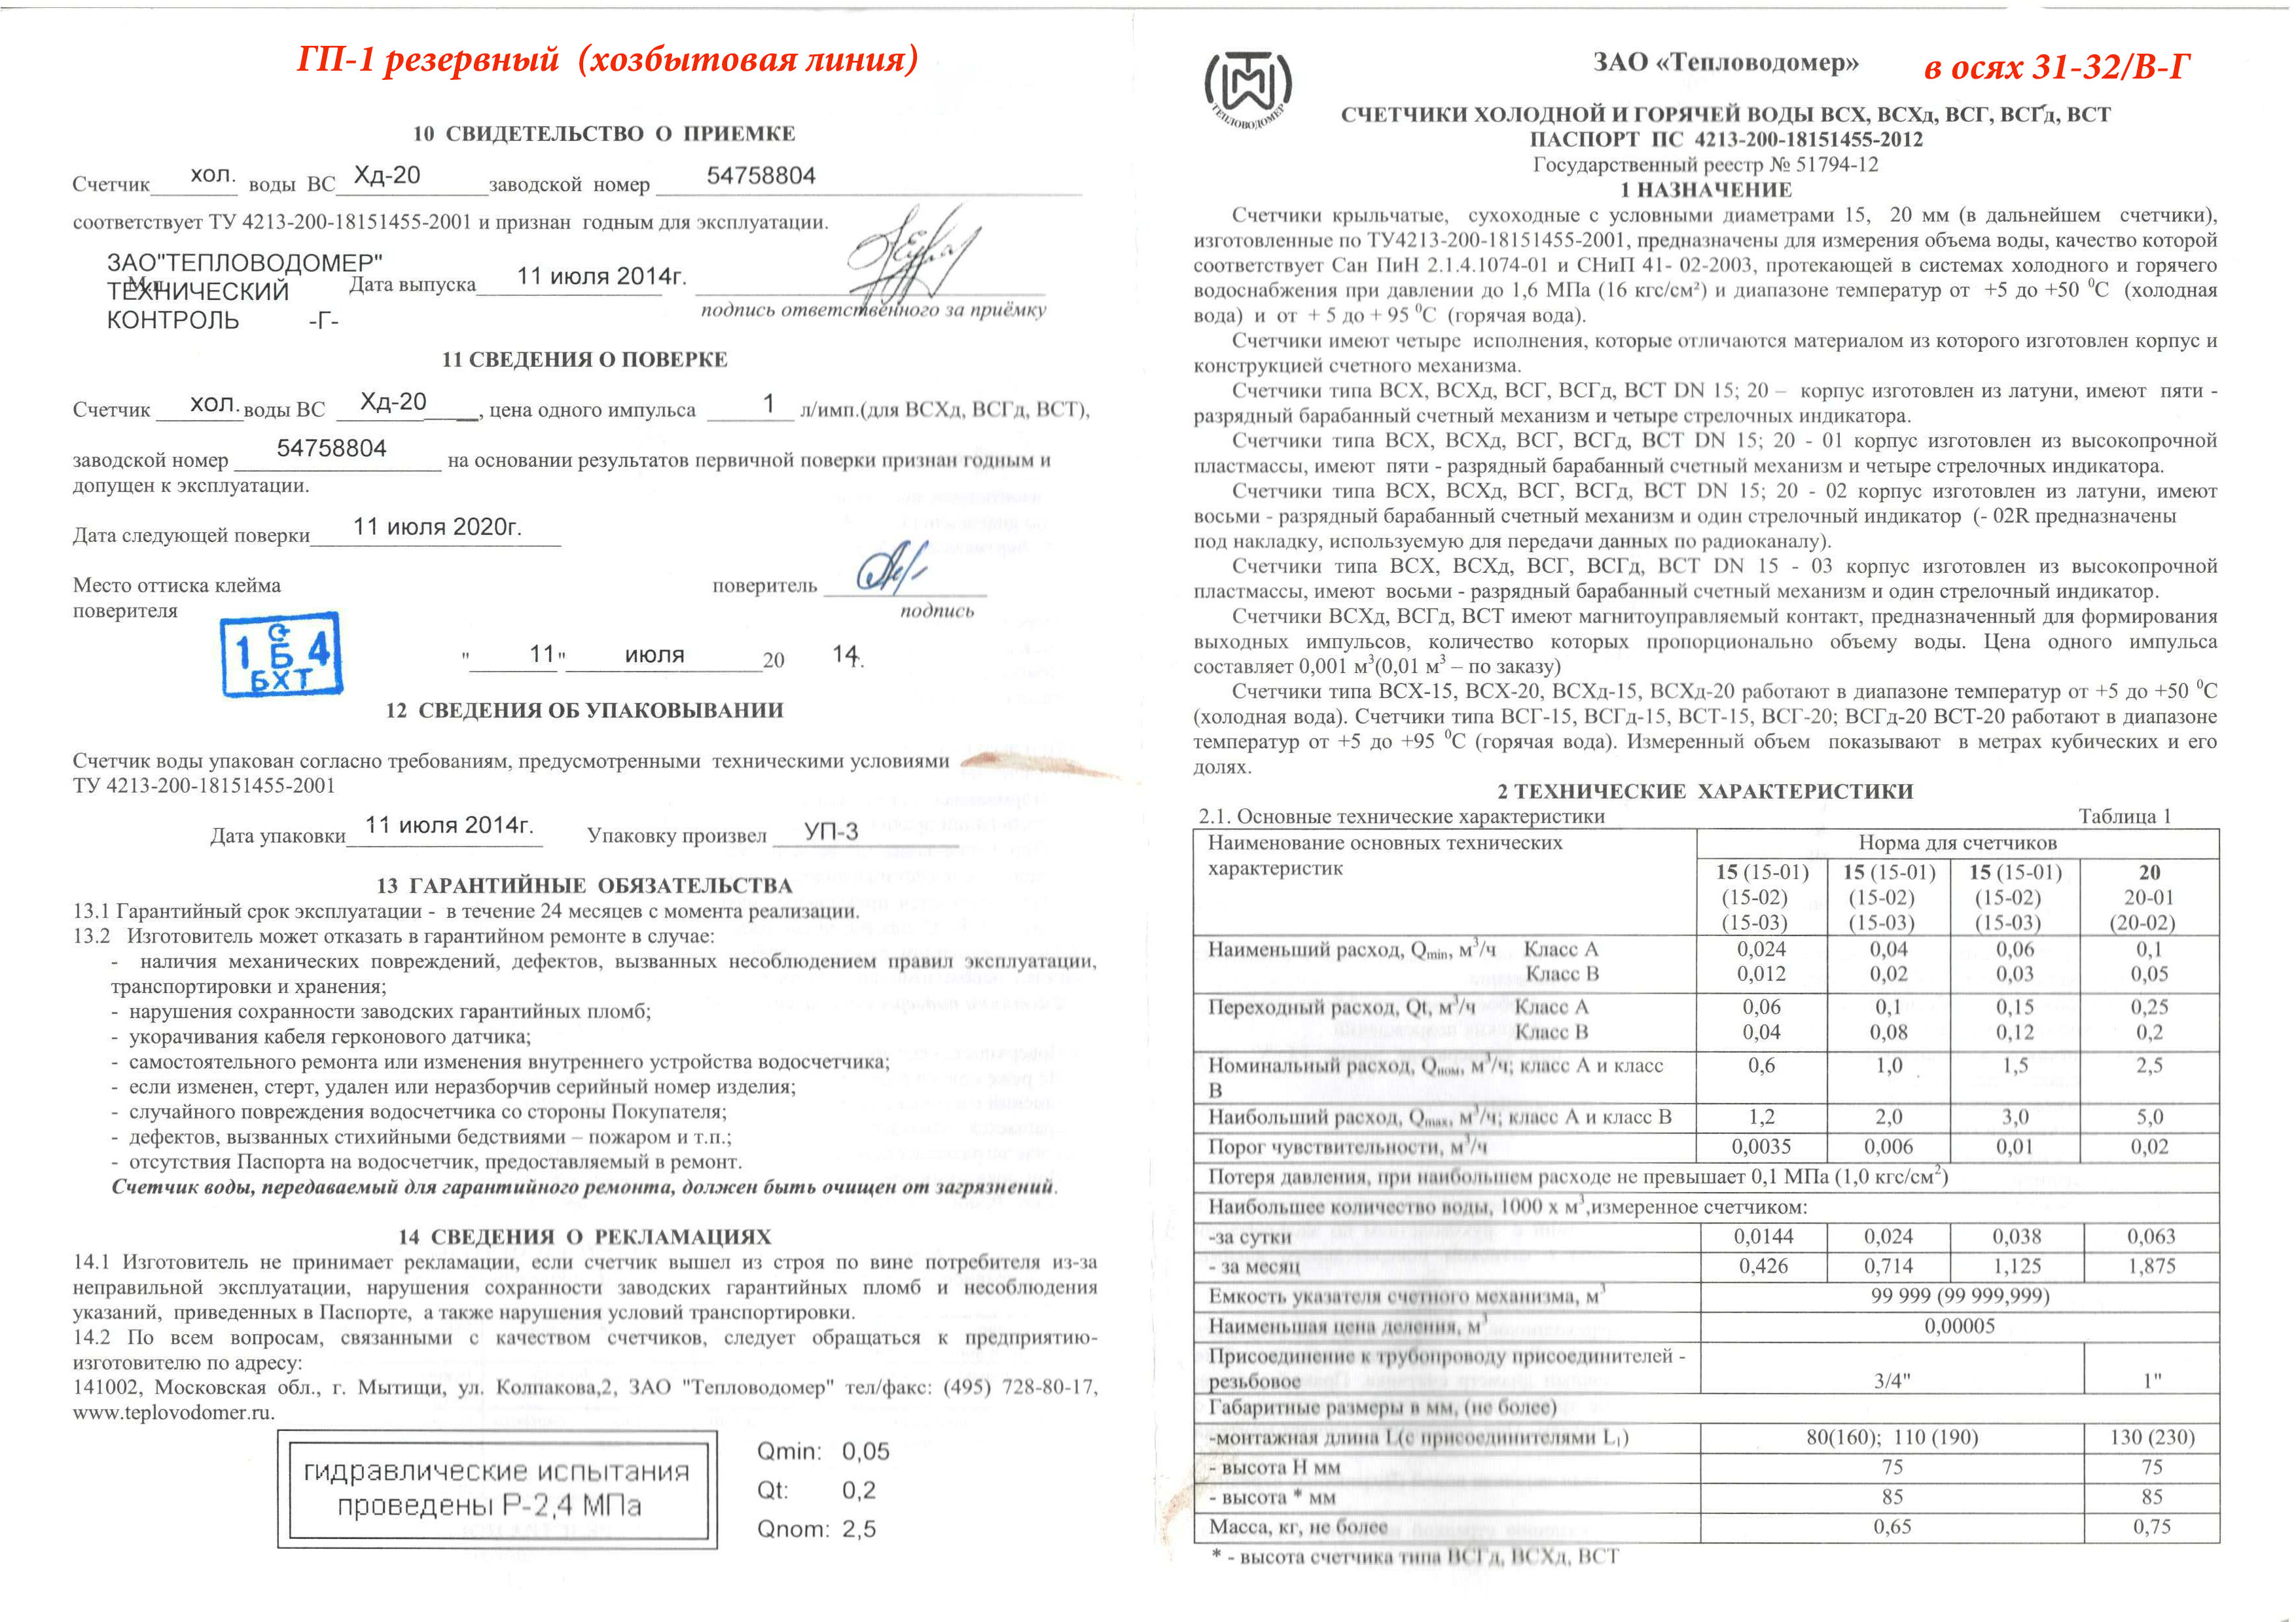 ГП-1 резервный (хозбытовая линия)
10 СВИДЕТЕЛЬСТВО О ПРИЕМКЕ
Счетчик хол. воды ВС Хд-20 заводской номер 54758804
соответствует ТУ 4213-200-18151455-2001 и признан годным для эксплуатации.
ЗАО"ТЕПЛОВОДОМЕР"
ТЕХНИЧЕСКИЙ М.п. Дата выпуска 11 июля 2014г.
КОНТРОЛЬ -Г-
подпись ответственного за приёмку
11 СВЕДЕНИЯ О ПОВЕРКЕ
Счетчик хол. воды ВС Хд-20, цена одного импульса 1 л/имп.(для ВСХд, ВСГд, ВСТ),
заводской номер 54758804 на основании результатов первичной поверки признан годным и
допущен к эксплуатации.
Дата следующей поверки 11 июля 2020г.
Место оттиска клейма поверитель
поверителя подпись
1 Б 4
БХТ
" 11" июля 20 14.
12 СВЕДЕНИЯ ОБ УПАКОВЫВАНИИ
Счетчик воды упакован согласно требованиям, предусмотренными техническими условиями
ТУ 4213-200-18151455-2001
Дата упаковки 11 июля 2014г. Упаковку произвел УП-3
13 ГАРАНТИЙНЫЕ ОБЯЗАТЕЛЬСТВА
13.1 Гарантийный срок эксплуатации - в течение 24 месяцев с момента реализации.
13.2 Изготовитель может отказать в гарантийном ремонте в случае:
- наличия механических повреждений, дефектов, вызванных несоблюдением правил эксплуатации,
транспортировки и хранения;
- нарушения сохранности заводских гарантийных пломб;
- укорачивания кабеля герконового датчика;
- самостоятельного ремонта или изменения внутреннего устройства водосчетчика;
- если изменен, стерт, удален или неразборчив серийный номер изделия;
- случайного повреждения водосчетчика со стороны Покупателя;
- дефектов, вызванных стихийными бедствиями – пожаром и т.п.;
- отсутствия Паспорта на водосчетчик, предоставляемый в ремонт.
Счетчик воды, передаваемый для гарантийного ремонта, должен быть очищен от загрязнений.
14 СВЕДЕНИЯ О РЕКЛАМАЦИЯХ
14.1 Изготовитель не принимает рекламации, если счетчик вышел из строя по вине потребителя из-за
неправильной эксплуатации, нарушения сохранности заводских гарантийных пломб и несоблюдения
указаний, приведенных в Паспорте, а также нарушения условий транспортировки.
14.2 По всем вопросам, связанными с качеством счетчиков, следует обращаться к предприятию-
изготовителю по адресу:
141002, Московская обл., г. Мытищи, ул. Колпакова,2, ЗАО "Тепловодомер" тел/факс: (495) 728-80-17,
www.teplovodomer.ru.
гидравлические испытания
проведены Р-2,4 МПа
Qmin: 0,05
Qt: 0,2
Qnom: 2,5
ТЕПЛОВОДОМЕР
ЗАО «Тепловодомер» в осях 31-32/В-Г
СЧЕТЧИКИ ХОЛОДНОЙ И ГОРЯЧЕЙ ВОДЫ ВСХ, ВСХд, ВСГ, ВСГд, ВСТ
ПАСПОРТ ПС 4213-200-18151455-2012
Государственный реестр № 51794-12
1 НАЗНАЧЕНИЕ
Счетчики крыльчатые, сухоходные с условными диаметрами 15, 20 мм (в дальнейшем счетчики),
изготовленные по ТУ4213-200-18151455-2001, предназначены для измерения объема воды, качество которой
соответствует Сан ПиН 2.1.4.1074-01 и СНиП 41- 02-2003, протекающей в системах холодного и горячего
водоснабжения при давлении до 1,6 МПа (16 кгс/см²) и диапазоне температур от +5 до +50 ⁰С (холодная
вода) и от + 5 до + 95 ⁰С (горячая вода).
Счетчики имеют четыре исполнения, которые отличаются материалом из которого изготовлен корпус и
конструкцией счетного механизма.
Счетчики типа ВСХ, ВСХд, ВСГ, ВСГд, ВСТ DN 15; 20 – корпус изготовлен из латуни, имеют пяти -
разрядный барабанный счетный механизм и четыре стрелочных индикатора.
Счетчики типа ВСХ, ВСХд, ВСГ, ВСГд, ВСТ DN 15; 20 - 01 корпус изготовлен из высокопрочной
пластмассы, имеют пяти - разрядный барабанный счетный механизм и четыре стрелочных индикатора.
Счетчики типа ВСХ, ВСХд, ВСГ, ВСГд, ВСТ DN 15; 20 - 02 корпус изготовлен из латуни, имеют
восьми - разрядный барабанный счетный механизм и один стрелочный индикатор (- 02R предназначены
под накладку, используемую для передачи данных по радиоканалу).
Счетчики типа ВСХ, ВСХд, ВСГ, ВСГд, ВСТ DN 15 - 03 корпус изготовлен из высокопрочной
пластмассы, имеют восьми - разрядный барабанный счетный механизм и один стрелочный индикатор.
Счетчики ВСХд, ВСГд, ВСТ имеют магнитоуправляемый контакт, предназначенный для формирования
выходных импульсов, количество которых пропорционально объему воды. Цена одного импульса
составляет 0,001 м³(0,01 м³ – по заказу)
Счетчики типа ВСХ-15, ВСХ-20, ВСХд-15, ВСХд-20 работают в диапазоне температур от +5 до +50 ⁰С
(холодная вода). Счетчики типа ВСГ-15, ВСГд-15, ВСТ-15, ВСГ-20; ВСГд-20 ВСТ-20 работают в диапазоне
температур от +5 до +95 ⁰С (горячая вода). Измеренный объем показывают в метрах кубических и его
долях.
2 ТЕХНИЧЕСКИЕ ХАРАКТЕРИСТИКИ
2.1. Основные технические характеристики Таблица 1
Наименование основных технических Норма для счетчиков
характеристик 15 (15-01) 15 (15-01) 15 (15-01) 20
(15-02) (15-02) (15-02) 20-01
(15-03) (15-03) (15-03) (20-02)
Наименьший расход, Qmin, м³/ч Класс А 0,024 0,04 0,06 0,1
Класс В 0,012 0,02 0,03 0,05
Переходный расход, Qt, м³/ч Класс А 0,06 0,1 0,15 0,25
Класс В 0,04 0,08 0,12 0,2
Номинальный расход, Qном, м³/ч; класс А и класс 0,6 1,0 1,5 2,5
В
Наибольший расход, Qmax, м³/ч; класс А и класс В 1,2 2,0 3,0 5,0
Порог чувствительности, м³/ч 0,0035 0,006 0,01 0,02
Потеря давления, при наибольшем расходе не превышает 0,1 МПа (1,0 кгс/см²)
Наибольшее количество воды, 1000 х м³,измеренное счетчиком:
-за сутки 0,0144 0,024 0,038 0,063
- за месяц 0,426 0,714 1,125 1,875
Емкость указателя счетного механизма, м³ 99 999 (99 999,999)
Наименьшая цена деления, м³ 0,00005
Присоединение к трубопроводу присоединителей -
резьбовое 3/4" 1"
Габаритные размеры в мм, (не более)
-монтажная длина L(с присоединителями L₁) 80(160); 110 (190) 130 (230)
- высота Н мм 75 75
- высота * мм 85 85
Масса, кг, не более 0,65 0,75
* - высота счетчика типа ВСГд, ВСХд, ВСТ